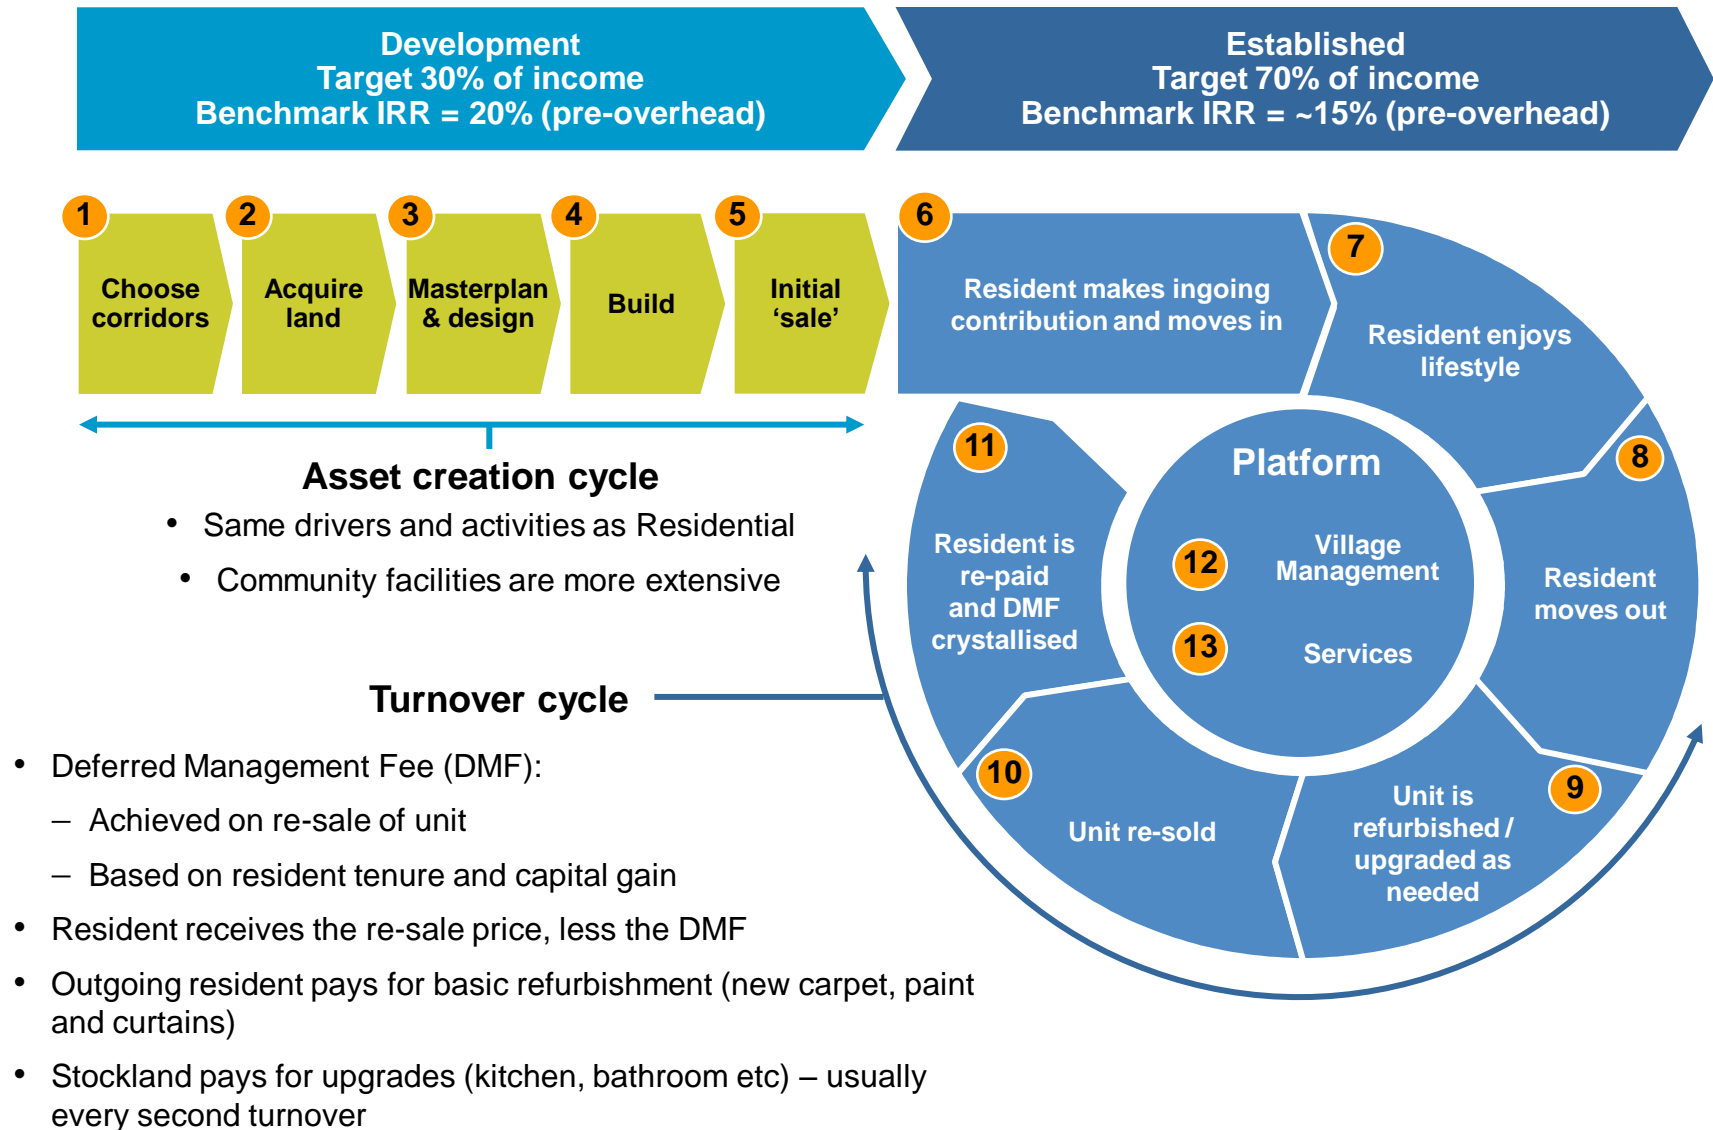 Development
Target 30% of income
Benchmark IRR = 20% (pre-overhead)
Established
Target 70% of income
Benchmark IRR = ~15% (pre-overhead)
1
Choose
corridors
2
Acquire
land
3
Masterplan
& design
4
Build
5
Initial
‘sale’
6
Resident makes ingoing
contribution and moves in
7
Resident enjoys
lifestyle
8
Resident
moves out
9
Unit is
refurbished /
upgraded as
needed
10
Unit re-sold
11
Resident is
re-paid
and DMF
crystallised
Platform
12
Village
Management
13
Services
Asset creation cycle
• Same drivers and activities as Residential
• Community facilities are more extensive
Turnover cycle
• Deferred Management Fee (DMF):
– Achieved on re-sale of unit
– Based on resident tenure and capital gain
• Resident receives the re-sale price, less the DMF
• Outgoing resident pays for basic refurbishment (new carpet, paint
and curtains)
• Stockland pays for upgrades (kitchen, bathroom etc) – usually
every second turnover